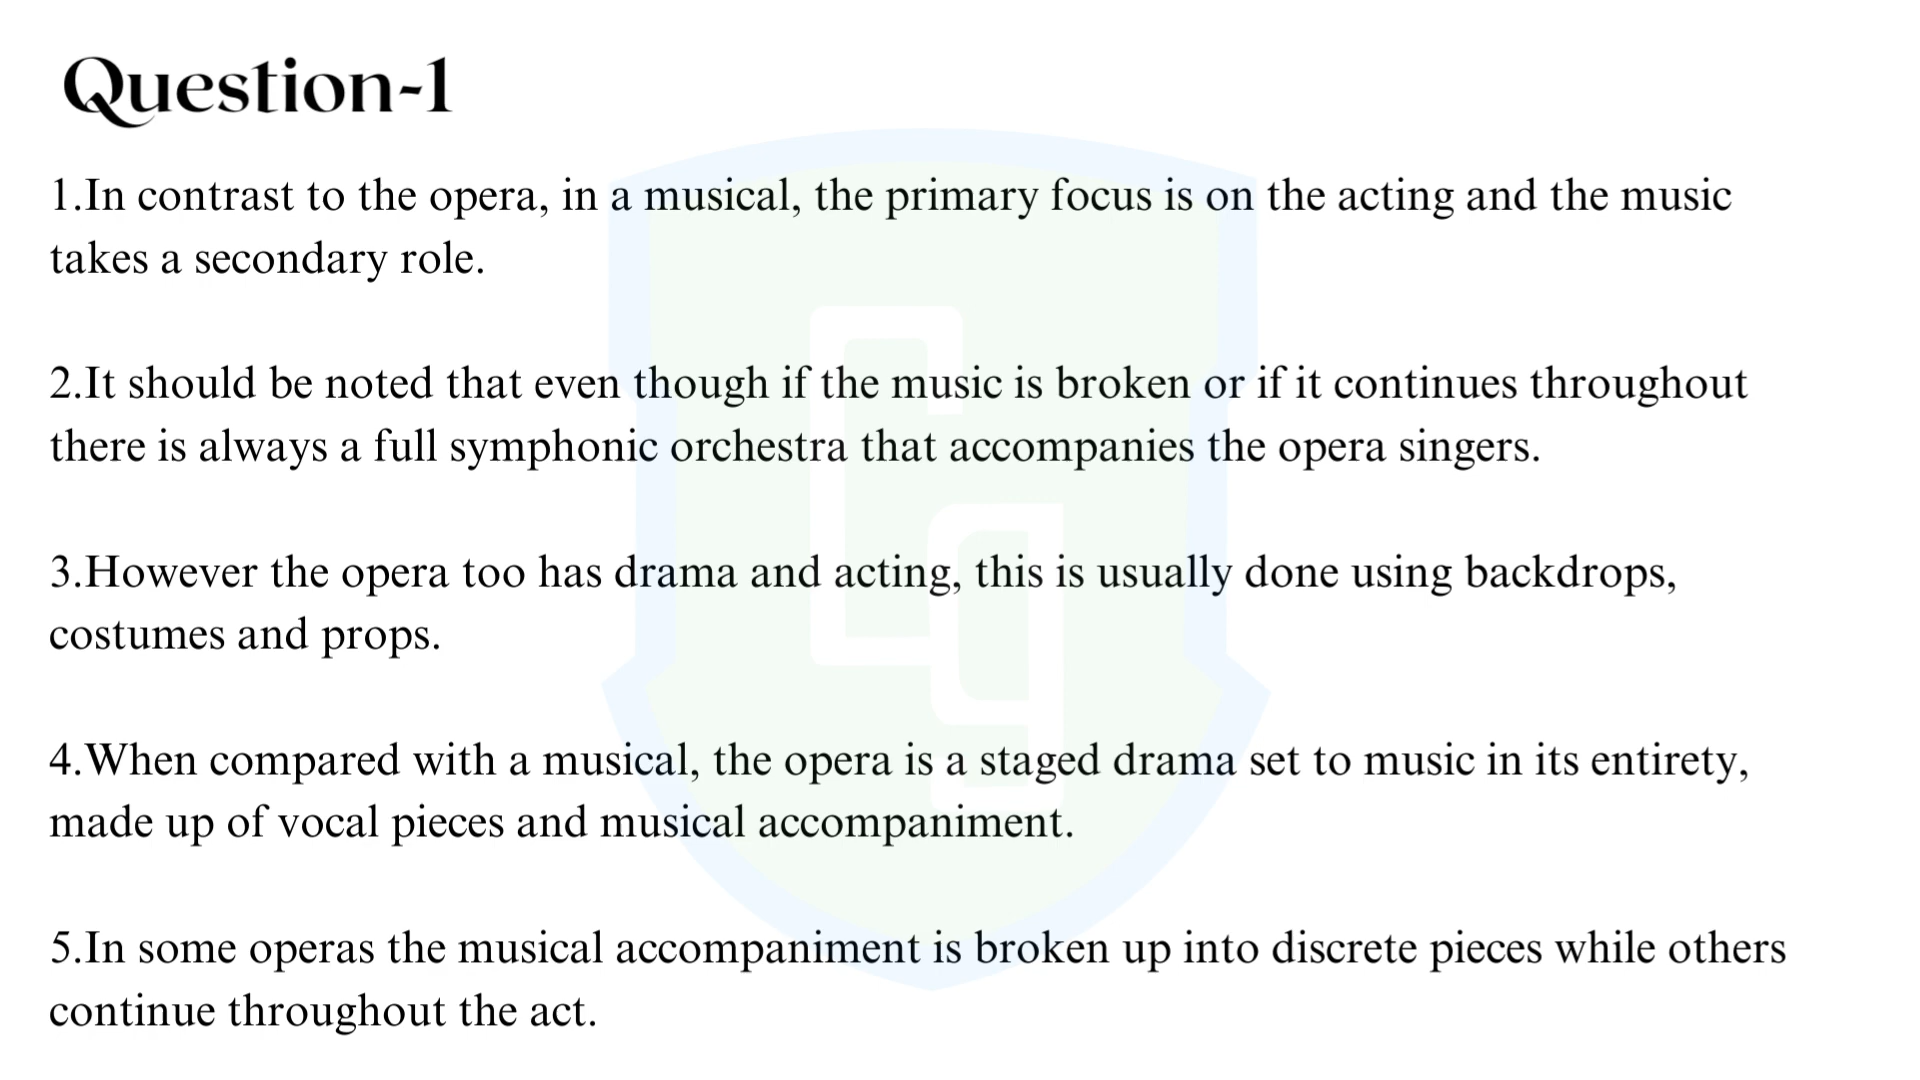 Question-1
1.In contrast to the opera, in a musical, the primary focus is on the acting and the music
takes a secondary role.
2.It should be noted that even though if the music is broken or if it continues throughout
there is always a full symphonic orchestra that accompanies the opera singers.
3.However the opera too has drama and acting, this is usually done using backdrops,
costumes and props.
4.When compared with a musical, the opera is a staged drama set to music in its entirety,
made up of vocal pieces and musical accompaniment.
5.In some operas the musical accompaniment is broken up into discrete pieces while others
continue throughout the act.